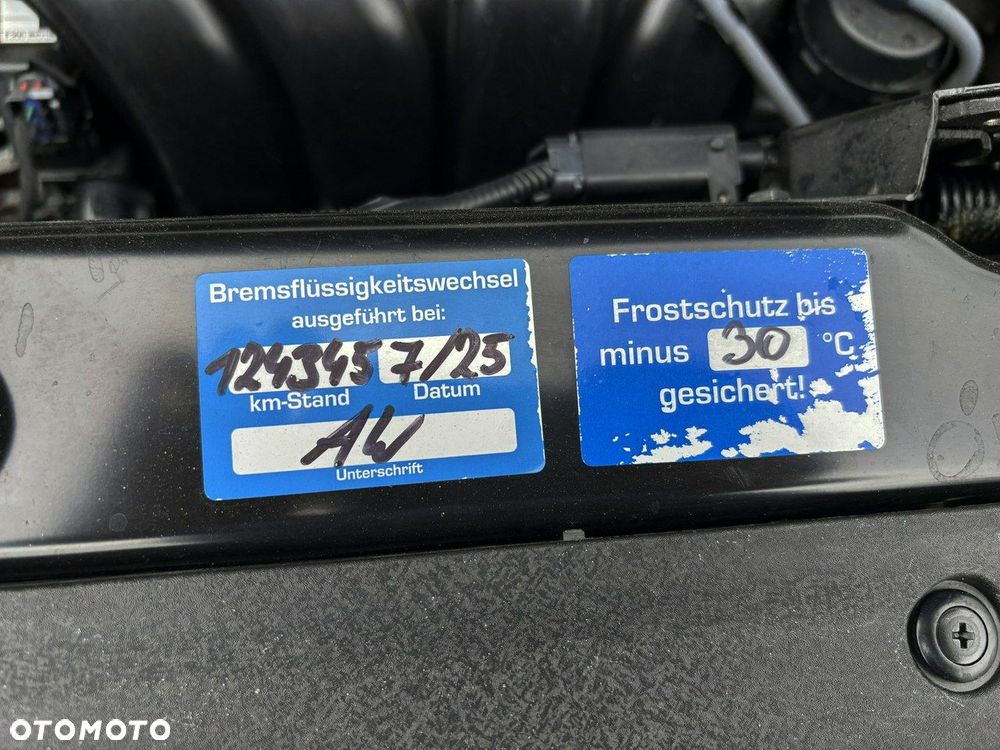 Bremsflüssigkeitswechsel
ausgeführt bei:
124345 7/25
km-Stand Datum
AW
Unterschrift
Frostschutz bis
minus 30 °C
gesichert!
OTOMOTO